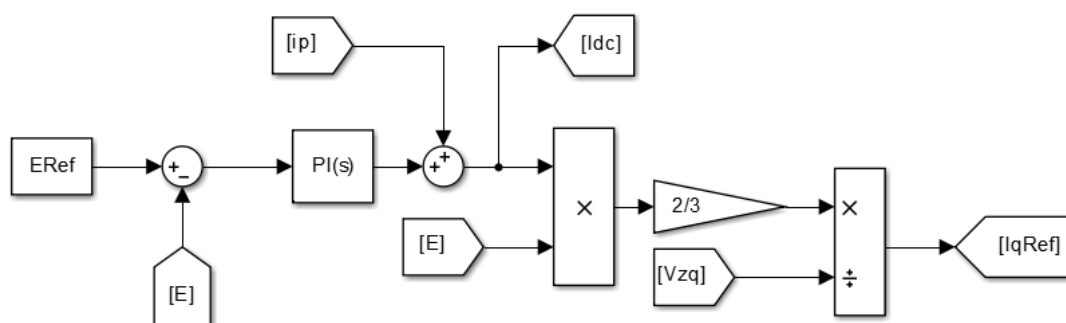 [ip]
[Idc]
ERef
+
−
PI(s)
+
+
×
2/3
×
÷
[E]
[E]
[Vzq]
[IqRef]